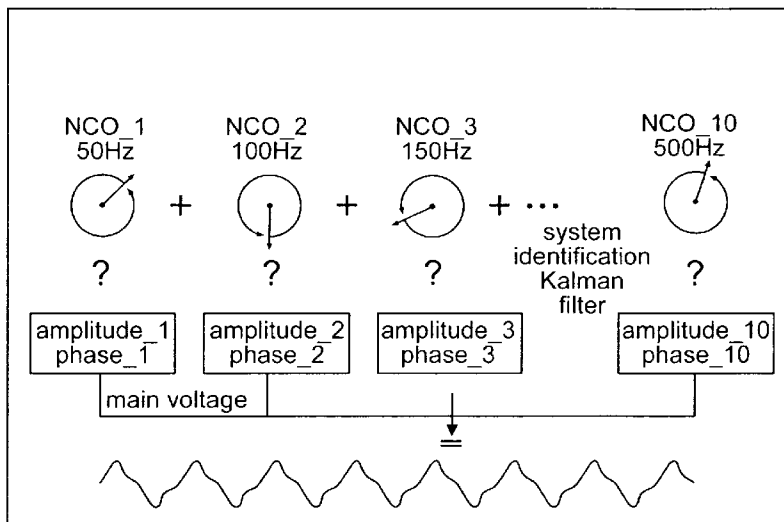 NCO_1
50Hz
NCO_2
100Hz
NCO_3
150Hz
NCO_10
500Hz
+
+
+ ...
system
identification
Kalman
filter
?
?
?
?
amplitude_1
phase_1
amplitude_2
phase_2
amplitude_3
phase_3
amplitude_10
phase_10
main voltage
=